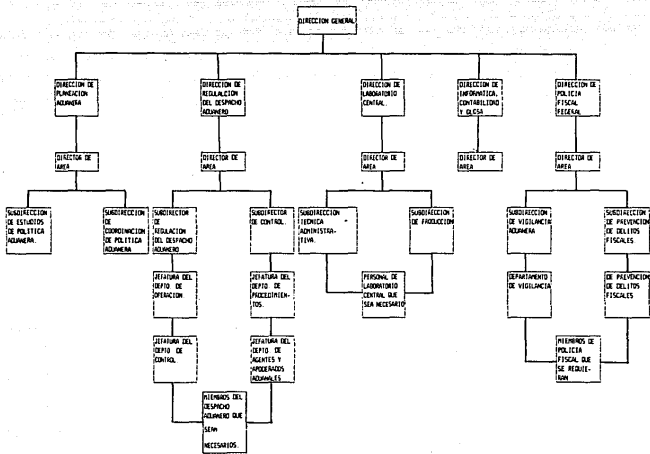 DIRECCION GENERAL
DIRECCION DE
PLANEACION
ADUANERA
DIRECCION DE
REGULALCION
DEL DESPACHO
ADUANERO
DIRECCION DE
LABORATORIO
CENTRAL.
DIRECCION DE
INFORMATICA,
CONTABILIDAD
Y GLOSA
DIRECCION DE
POLICIA
FISCAL
FEDERAL
DIRECTOR DE
AREA
DIRECTOR DE
AREA
DIRECTOR DE
AREA
DIRECTOR DE
AREA
DIRECTOR DE
AREA
SUBDIRECCION
DE ESTUDIOS
DE POLITICA
ADUANERA.
SUBDIRECCION
DE
COORDINACION
DE POLITICA
ADUANERA
SUBDIRECTOR
DE
REGULACION
DEL DESPACHO
ADUANERO
SUBDIRECTOR
DE CONTROL.
SUBDIRECCION
TECNICA -
ADMINISTRA-
TIVA.
SUBDIRECCION
DE PRODUCCION
SUBDIRECCION
DE VIGILANCIA
ADUANERA
SUBDIRECCION
DE PREVENCION
DE DELITOS
FISCALES
JEFATURA DEL
DEPTO. DE
OPERACION.
JEFATURA DEL
DEPTO. DE
PROCEDIMIEN-
TOS.
PERSONAL DE
LABORATORIO
CENTRAL QUE
SEA NECESARIO
DEPARTAMENTO
DE VIGILANCIA
DE PREVENCION
DE DELITOS
FISCALES
JEFATURA DEL
DEPTO. DE
CONTROL
JEFATURA DEL
DEPTO. DE
AGENTES Y
APODERADOS
ADUANALES
MIEMBROS DE
POLICIA
FISCAL QUE
SE REQUIE-
RAN
MIEMBROS DEL
DESPACHO
ADUANERO QUE
SEAN
NECESARIOS.